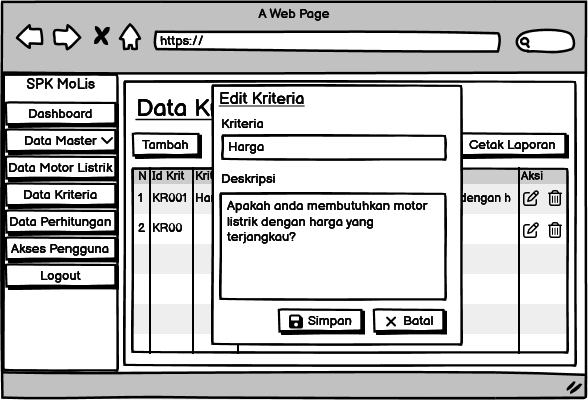 A Web Page
https://
SPK MoLis
Dashboard
Data Master
Data Motor Listrik
Data Kriteria
Data Perhitungan
Akses Pengguna
Logout
Data K
Tambah
Cetak Laporan
N Id Krit Kri Aksi
1 KR001 Har dengan h
2 KR00
Edit Kriteria
Kriteria
Harga
Deskripsi
Apakah anda membutuhkan motor
listrik dengan harga yang
terjangkau?
Simpan
Batal